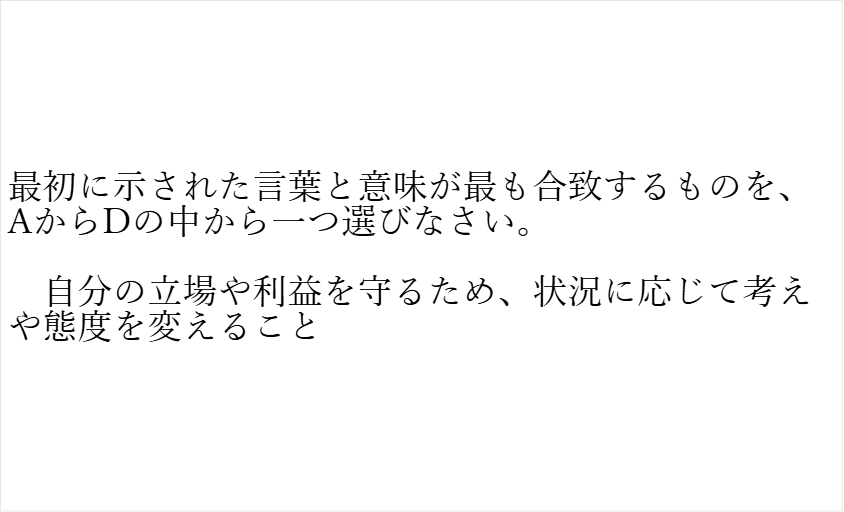 最初に示された言葉と意味が最も合致するものを、
AからDの中から一つ選びなさい。
　自分の立場や利益を守るため、状況に応じて考え
や態度を変えること